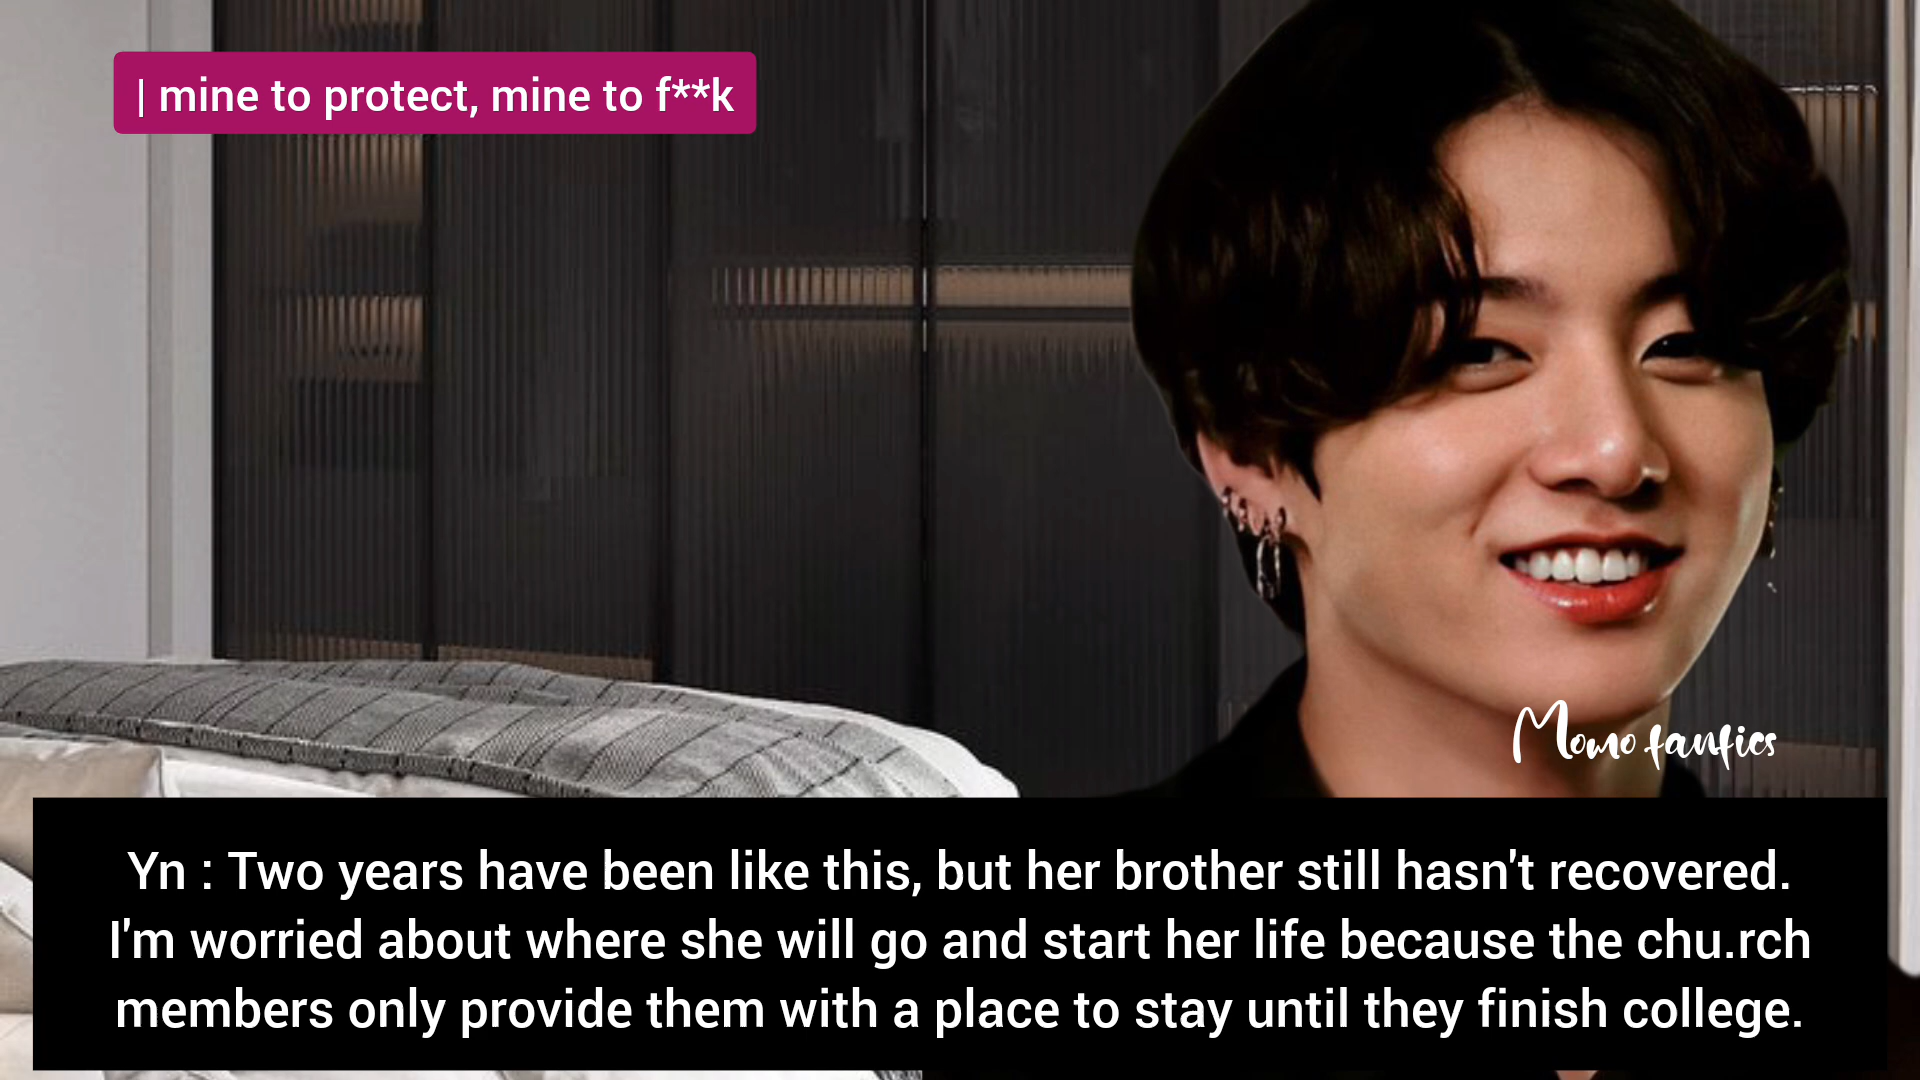 | mine to protect, mine to f**k
Momo fanfics
Yn : Two years have been like this, but her brother still hasn't recovered.
I'm worried about where she will go and start her life because the chu.rch
members only provide them with a place to stay until they finish college.